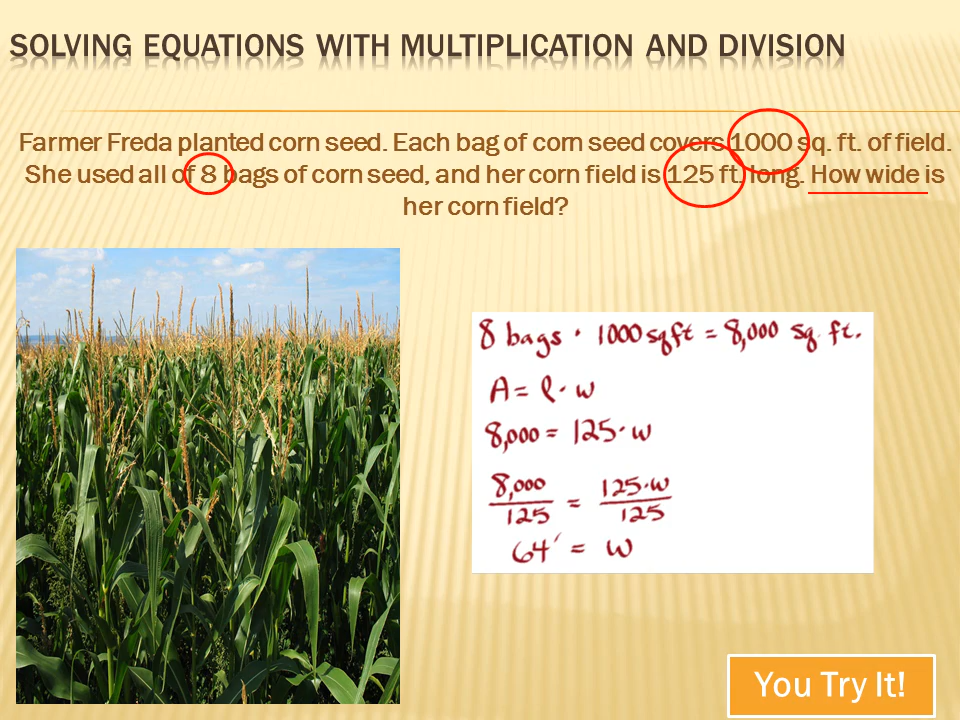 SOLVING EQUATIONS WITH MULTIPLICATION AND DIVISION
Farmer Freda planted corn seed. Each bag of corn seed covers 1000 sq. ft. of field.
She used all of 8 bags of corn seed, and her corn field is 125 ft. long. How wide is
her corn field?
8 bags · 1000 sq ft = 8,000 sq. ft.
A = l · w
8,000 = 125 · w
8,000/125 = 125·w/125
64' = w
You Try It!